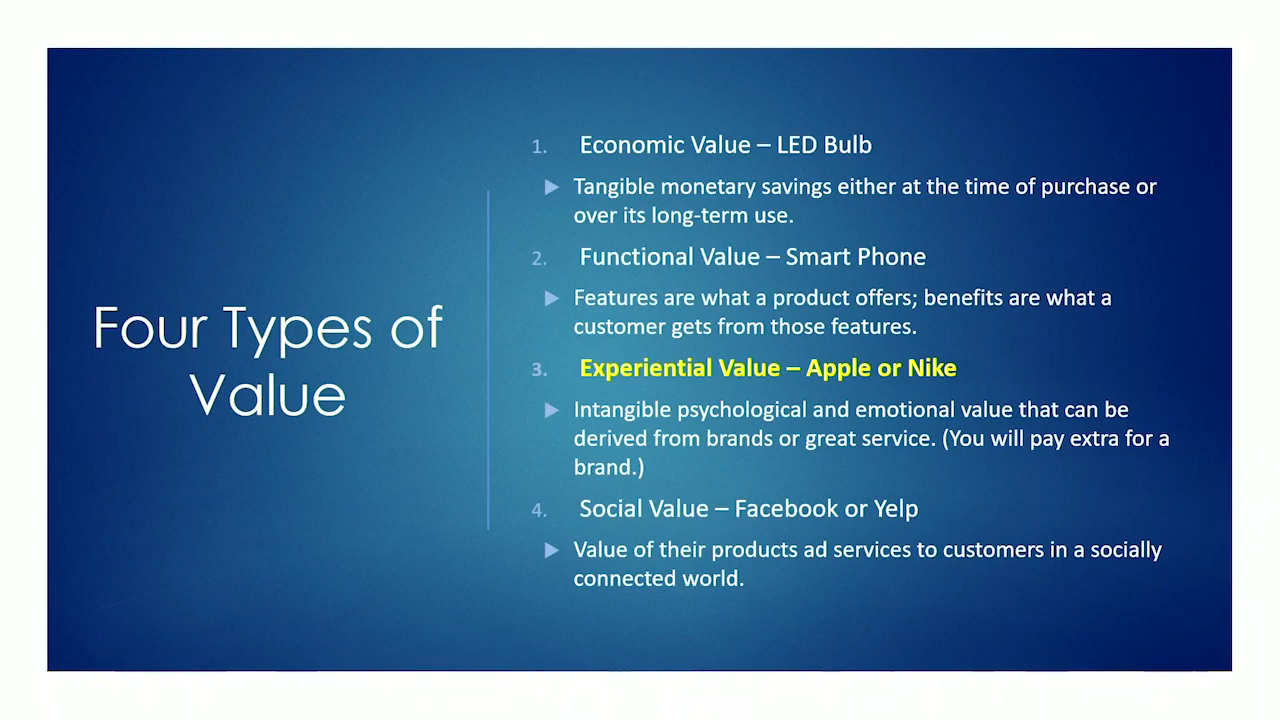 Four Types of
Value
1. Economic Value – LED Bulb
Tangible monetary savings either at the time of purchase or
over its long-term use.
2. Functional Value – Smart Phone
Features are what a product offers; benefits are what a
customer gets from those features.
3. Experiential Value – Apple or Nike
Intangible psychological and emotional value that can be
derived from brands or great service. (You will pay extra for a
brand.)
4. Social Value – Facebook or Yelp
Value of their products ad services to customers in a socially
connected world.